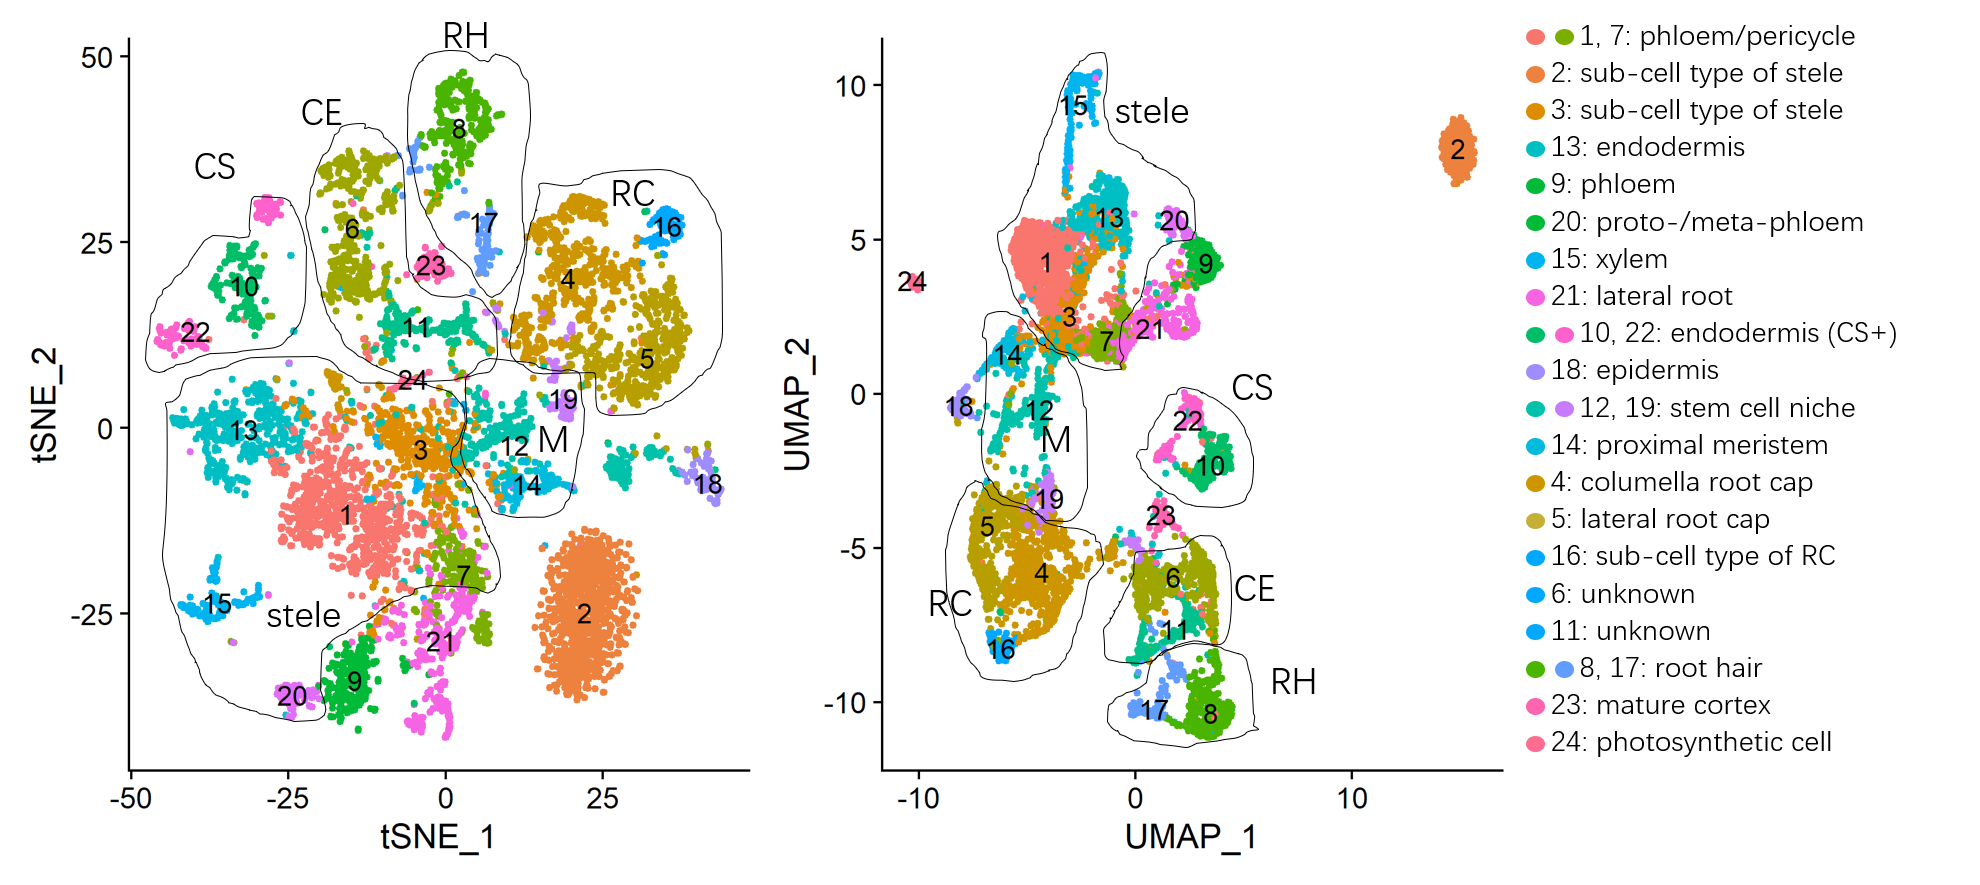 RH
CE
CS
RC
8
6
17
16
23
10
4
22
11
5
24
19
13
3
12
M
14
18
1
7
15
stele
2
21
9
20
50
25
0
-25
-50
-25
0
25
tSNE_1
tSNE_2
15
stele
2
13
20
1
9
24
3
21
7
14
18
12
M
CS
22
10
19
23
5
4
6
CE
RC
11
16
RH
17
8
10
5
0
-5
-10
-10
0
10
UMAP_1
UMAP_2
1, 7: phloem/pericycle
2: sub-cell type of stele
3: sub-cell type of stele
13: endodermis
9: phloem
20: proto-/meta-phloem
15: xylem
21: lateral root
10, 22: endodermis (CS+)
18: epidermis
12, 19: stem cell niche
14: proximal meristem
4: columella root cap
5: lateral root cap
16: sub-cell type of RC
6: unknown
11: unknown
8, 17: root hair
23: mature cortex
24: photosynthetic cell